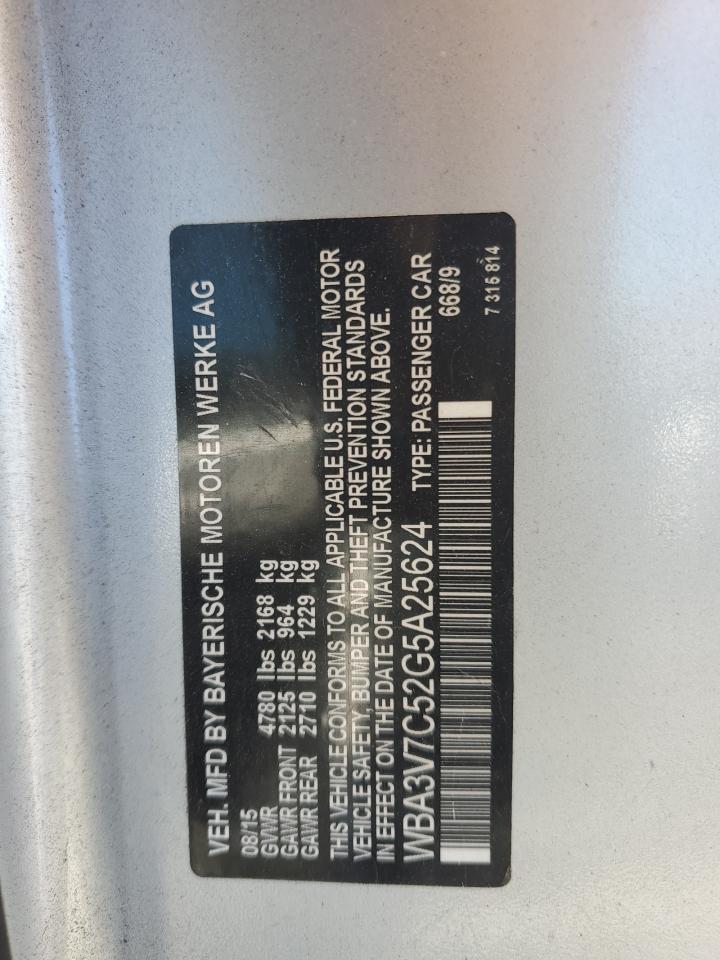 VEH. MFD BY BAYERISCHE MOTOREN WERKE AG
08/15
GVWR 4780 lbs 2168 kg
GAWR FRONT 2125 lbs 964 kg
GAWR REAR 2710 lbs 1229 kg
THIS VEHICLE CONFORMS TO ALL APPLICABLE U.S. FEDERAL MOTOR
VEHICLE SAFETY, BUMPER AND THEFT PREVENTION STANDARDS
IN EFFECT ON THE DATE OF MANUFACTURE SHOWN ABOVE.
WBA3V7C52G5A25624 TYPE: PASSENGER CAR
668/9
7 316 814